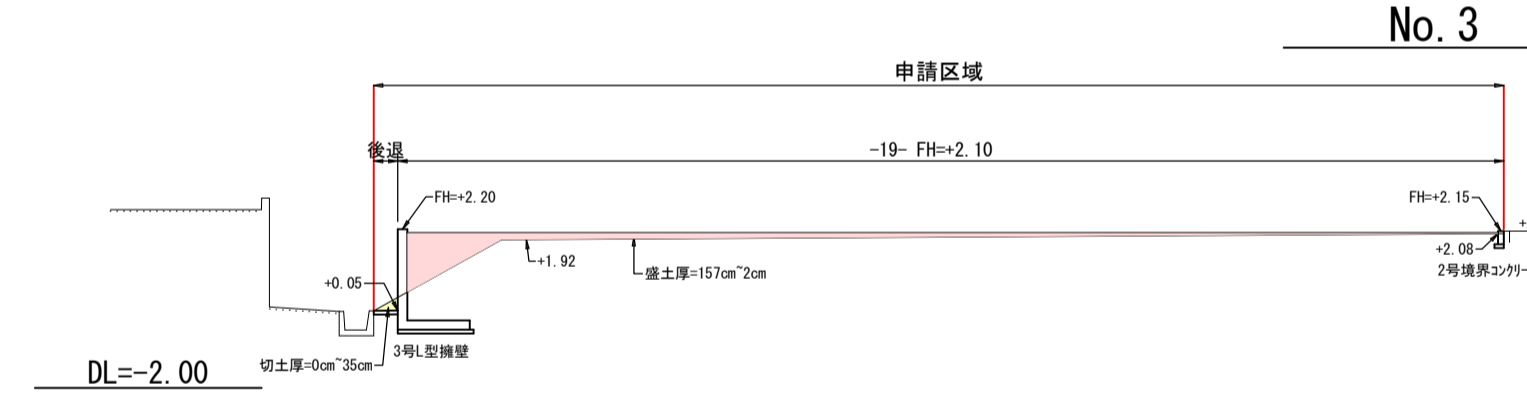 No. 3
申請区域
後退
-19- FH=+2.10
FH=+2.20
FH=+2.15
+
+1.92
盛土厚=157cm~2cm
+2.08
2号境界コンクリー
+0.05
3号L型擁壁
切土厚=0cm~35cm
DL=-2.00